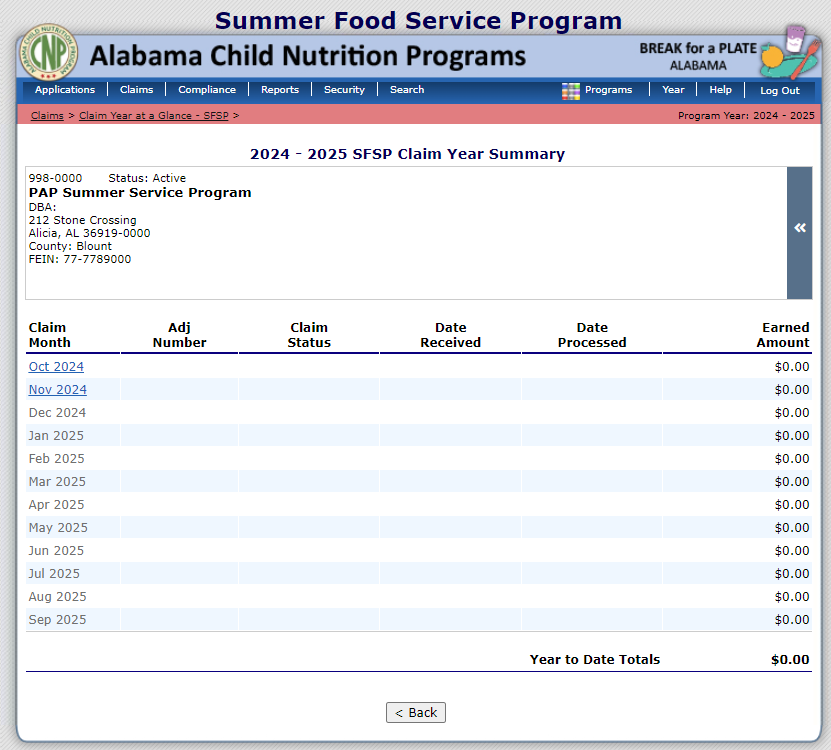 Summer Food Service Program
ALABAMA CHILD NUTRITION PROGRAMS
CNP
Alabama Child Nutrition Programs
BREAK for a PLATE
ALABAMA
Applications Claims Compliance Reports Security Search Programs Year Help Log Out
Claims > Claim Year at a Glance - SFSP > Program Year: 2024 - 2025
2024 - 2025 SFSP Claim Year Summary
998-0000 Status: Active
PAP Summer Service Program
DBA:
212 Stone Crossing
Alicia, AL 36919-0000
County: Blount
FEIN: 77-7789000
«
Claim Adj Claim Date Date Earned
Month Number Status Received Processed Amount
Oct 2024 $0.00
Nov 2024 $0.00
Dec 2024 $0.00
Jan 2025 $0.00
Feb 2025 $0.00
Mar 2025 $0.00
Apr 2025 $0.00
May 2025 $0.00
Jun 2025 $0.00
Jul 2025 $0.00
Aug 2025 $0.00
Sep 2025 $0.00
Year to Date Totals $0.00
< Back